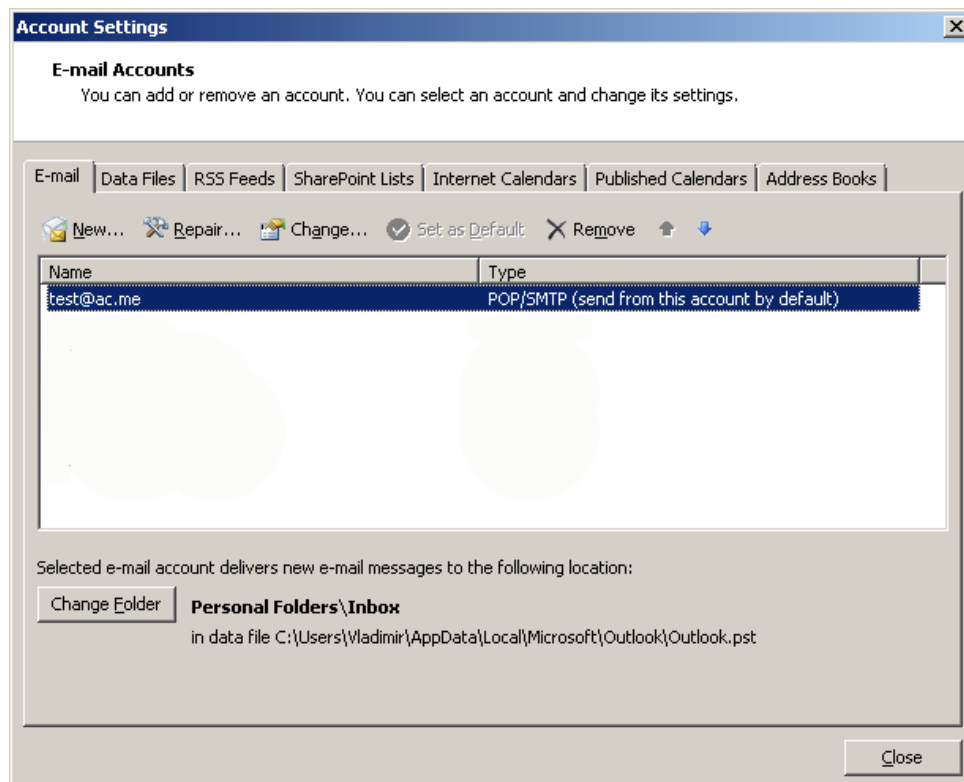 Account Settings
E-mail Accounts
You can add or remove an account. You can select an account and change its settings.
E-mail Data Files RSS Feeds SharePoint Lists Internet Calendars Published Calendars Address Books
New... Repair... Change... Set as Default Remove
Name Type
test@ac.me POP/SMTP (send from this account by default)
Selected e-mail account delivers new e-mail messages to the following location:
Change Folder Personal Folders\Inbox
in data file C:\Users\Vladimir\AppData\Local\Microsoft\Outlook\Outlook.pst
Close